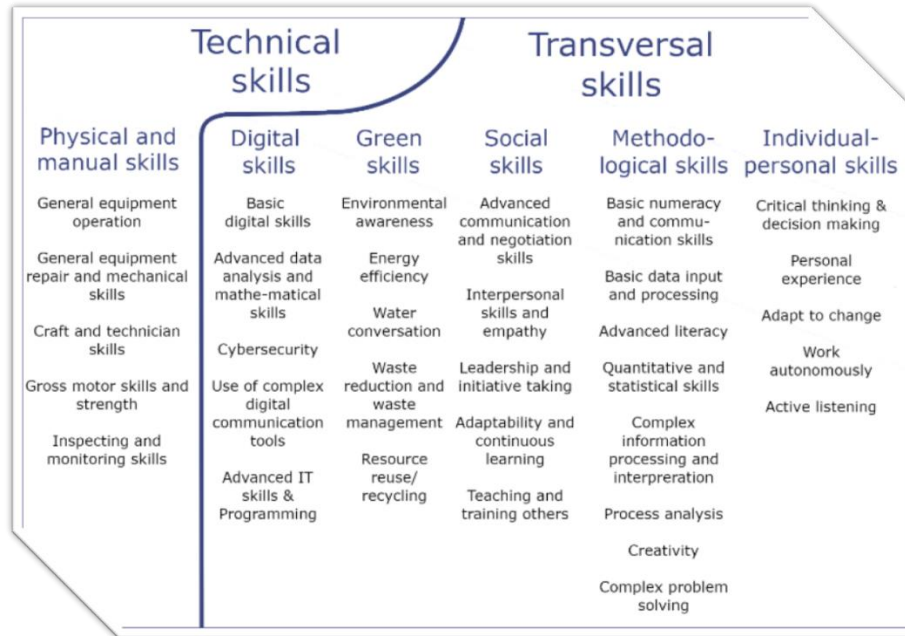 Technical
skills
Transversal
skills
Physical and
manual skills
General equipment
operation
General equipment
repair and mechanical
skills
Craft and technician
skills
Gross motor skills and
strength
Inspecting and
monitoring skills
Digital
skills
Basic
digital skills
Advanced data
analysis and
mathe-matical
skills
Cybersecurity
Use of complex
digital
communication
tools
Advanced IT
skills &
Programming
Green
skills
Environmental
awareness
Energy
efficiency
Water
conversation
Waste
reduction and
waste
management
Resource
reuse/
recycling
Social
skills
Advanced
communication
and negotiation
skills
Interpersonal
skills and
empathy
Leadership and
initiative taking
Adaptability and
continuous
learning
Teaching and
training others
Methodo-
logical skills
Basic numeracy
and commu-
nication skills
Basic data input
and processing
Advanced literacy
Quantitative and
statistical skills
Complex
information
processing and
interpreration
Process analysis
Creativity
Complex problem
solving
Individual-
personal skills
Critical thinking &
decision making
Personal
experience
Adapt to change
Work
autonomously
Active listening